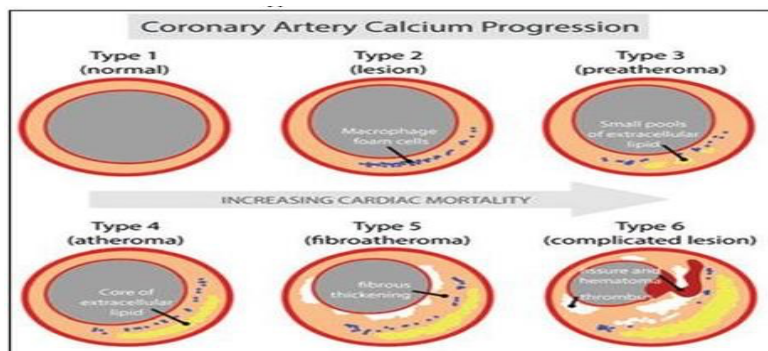 Coronary Artery Calcium Progression
Type 1
(normal)
Type 2
(lesion)
Type 3
(preatheroma)
Macrophage
foam cells
Small pools
of extracellular
lipid
INCREASING CARDIAC MORTALITY
Type 4
(atheroma)
Type 5
(fibroatheroma)
Type 6
(complicated lesion)
Core of
extracellular
lipid
fibrous
thickening
fissure and
hematoma
thrombus